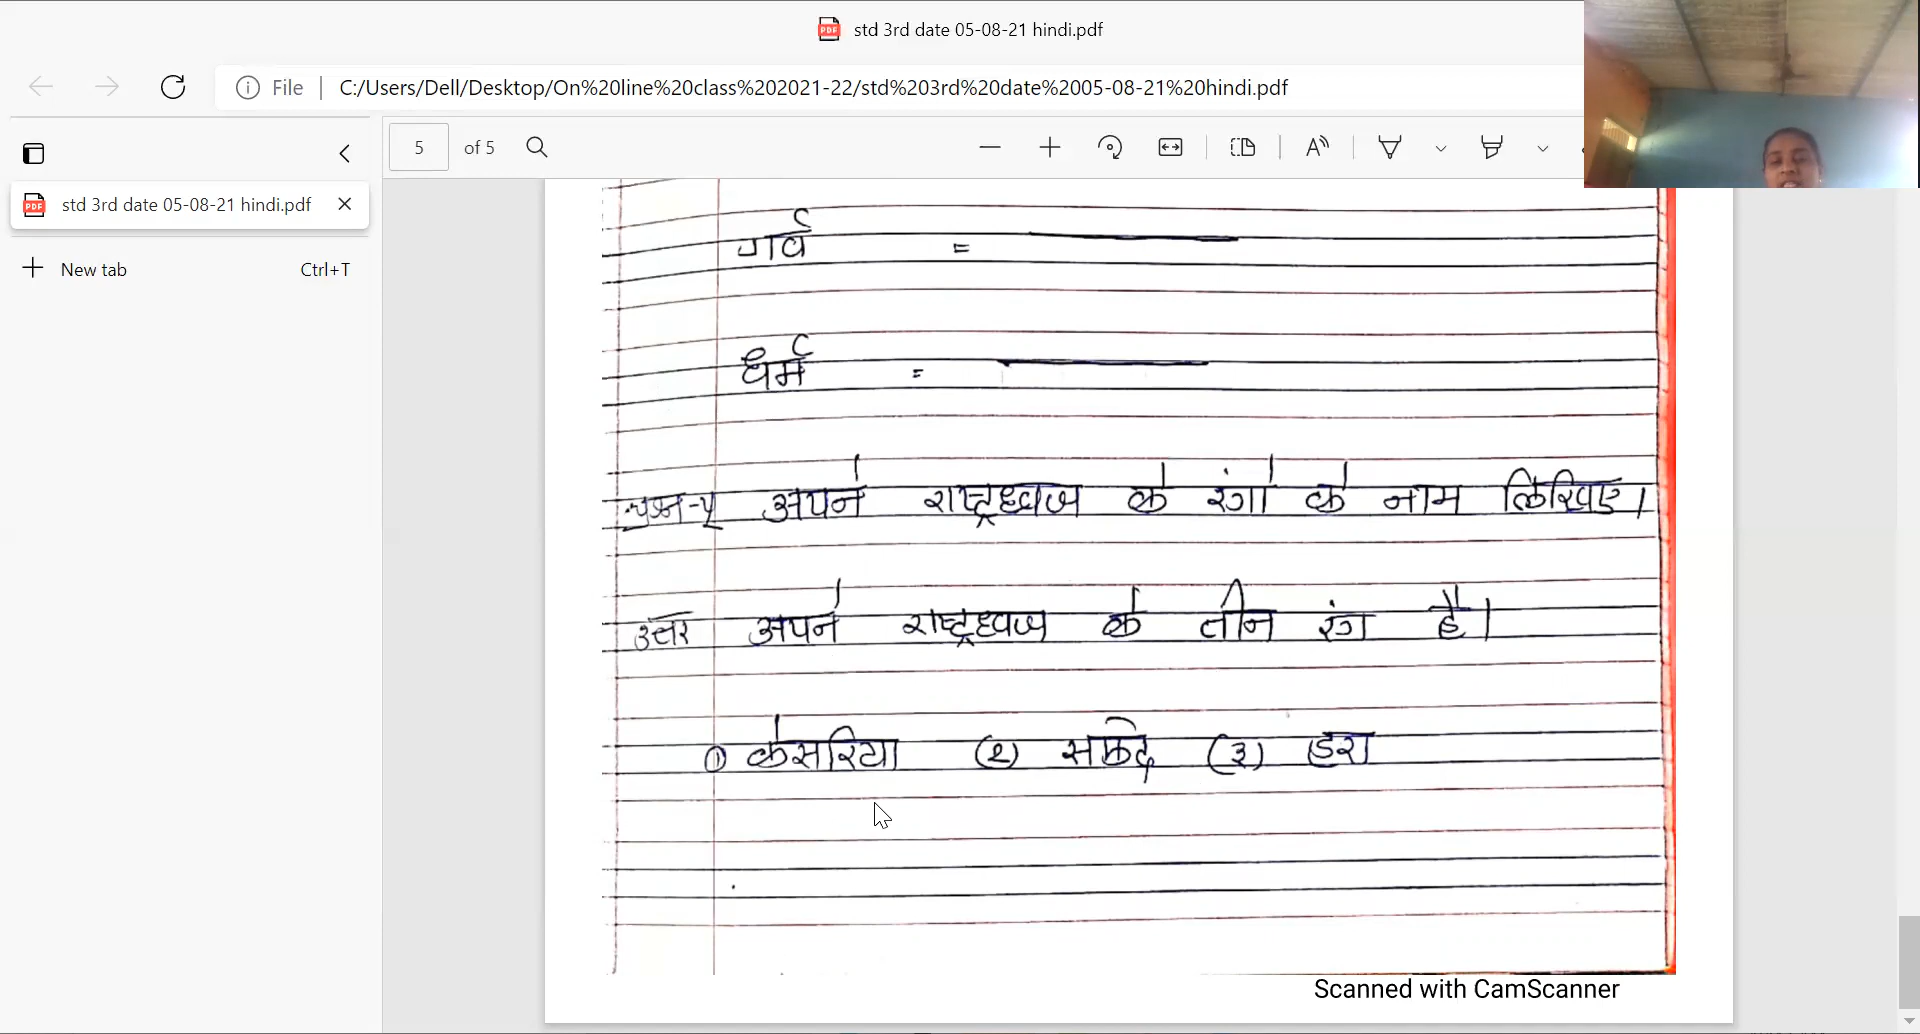 std 3rd date 05-08-21 hindi.pdf
File C:/Users/Dell/Desktop/On%20line%20class%202021-22/std%203rd%20date%2005-08-21%20hindi.pdf
5 of 5
std 3rd date 05-08-21 hindi.pdf
New tab Ctrl+T
गर्व =
धर्म =
प्रश्न-५ अपने राष्ट्रध्वज के रंगों के नाम लिखिए।
उत्तर अपने राष्ट्रध्वज के तीन रंग है।
① केसरिया (२) सफेद (३) हरा
Scanned with CamScanner